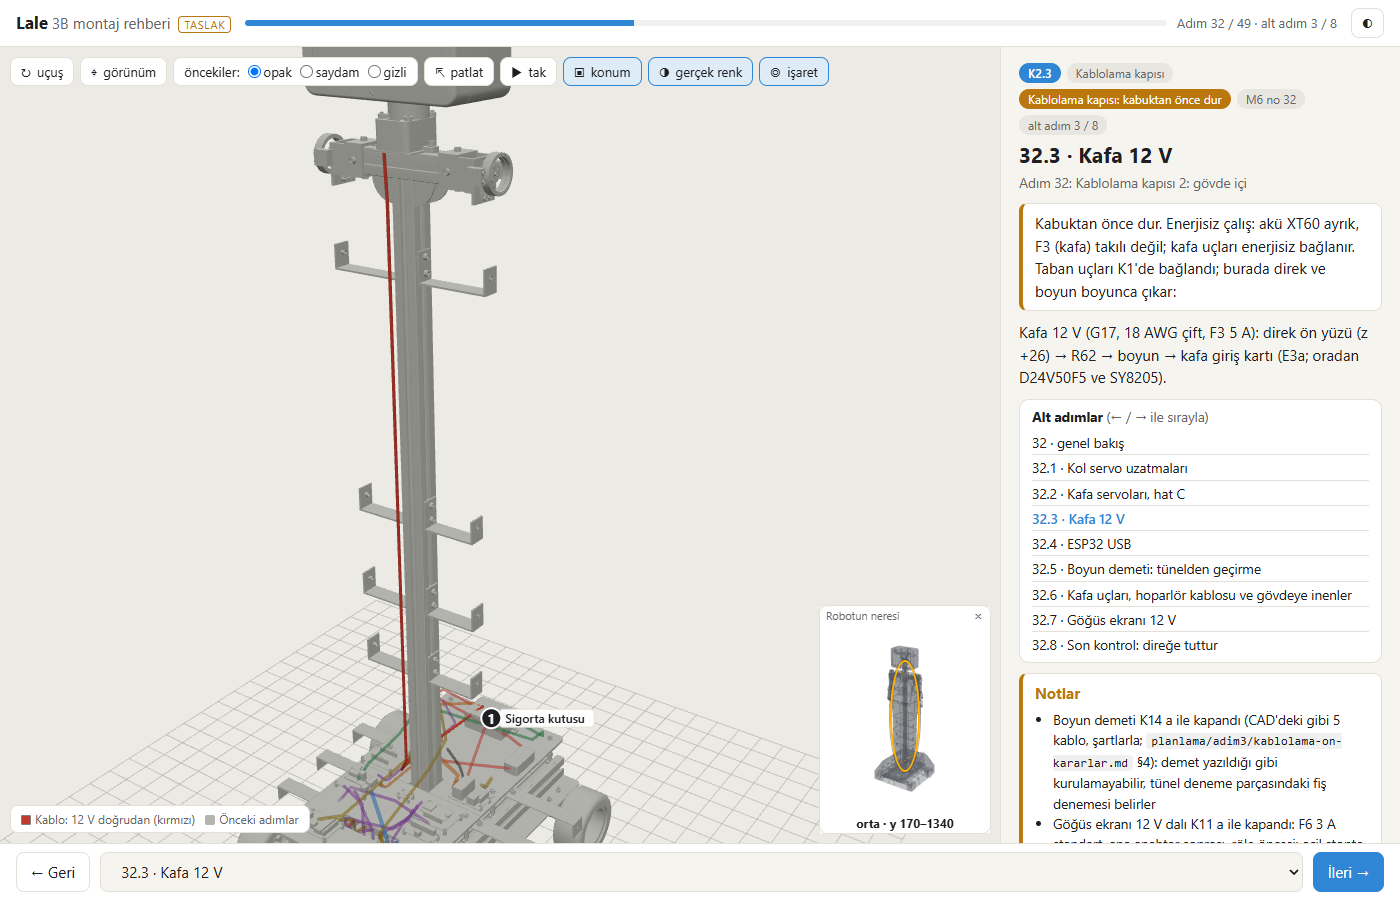 Lale 3B montaj rehberi TASLAK
Adım 32 / 49 · alt adım 3 / 8
↻ uçuş
⌖ görünüm
öncekiler: opak saydam gizli
⇱ patlat
▶ tak
▣ konum
◑ gerçek renk
◎ işaret
1 Sigorta kutusu
Kablo: 12 V doğrudan (kırmızı) Önceki adımlar
Robotun neresi ×
orta · y 170–1340
K2.3 Kablolama kapısı
Kablolama kapısı: kabuktan önce dur M6 no 32
alt adım 3 / 8
32.3 · Kafa 12 V
Adım 32: Kablolama kapısı 2: gövde içi
Kabuktan önce dur. Enerjisiz çalış: akü XT60 ayrık,
F3 (kafa) takılı değil; kafa uçları enerjisiz bağlanır.
Taban uçları K1'de bağlandı; burada direk ve
boyun boyunca çıkar:
Kafa 12 V (G17, 18 AWG çift, F3 5 A): direk ön yüzü (z
+26) → R62 → boyun → kafa giriş kartı (E3a; oradan
D24V50F5 ve SY8205).
Alt adımlar (← / → ile sırayla)
32 · genel bakış
32.1 · Kol servo uzatmaları
32.2 · Kafa servoları, hat C
32.3 · Kafa 12 V
32.4 · ESP32 USB
32.5 · Boyun demeti: tünelden geçirme
32.6 · Kafa uçları, hoparlör kablosu ve gövdeye inenler
32.7 · Göğüs ekranı 12 V
32.8 · Son kontrol: direğe tuttur
Notlar
• Boyun demeti K14 a ile kapandı (CAD'deki gibi 5
kablo, şartlarla; planlama/adim3/kablolama-on-
kararlar.md §4): demet yazıldığı gibi
kurulamayabilir, tünel deneme parçasındaki fiş
denemesi belirler
• Göğüs ekranı 12 V dalı K11 a ile kapandı: F6 3 A
← Geri
32.3 · Kafa 12 V
İleri →